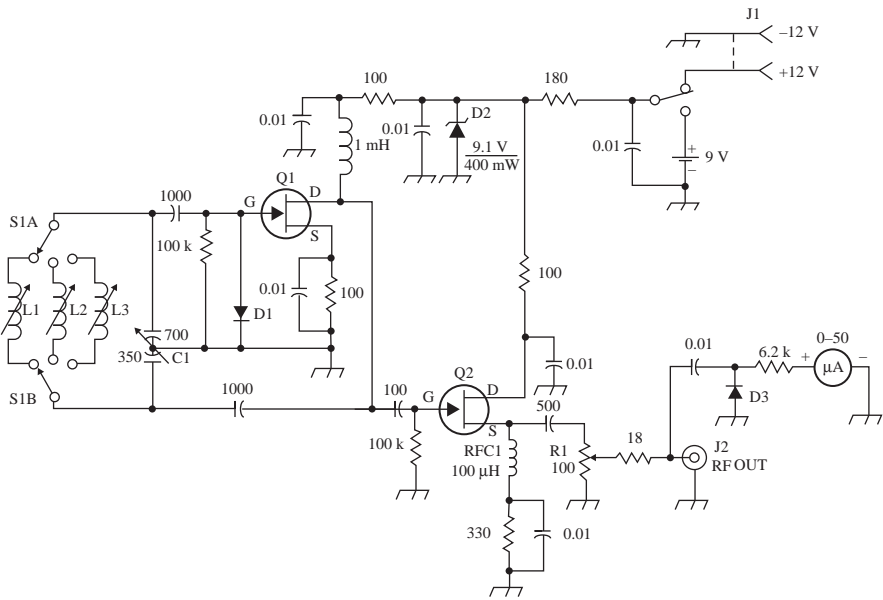 J1
–12 V
+12 V
100
180
0.01
0.01
D2
9.1 V
400 mW
0.01
+
–
9 V
1 mH
Q1
G
D
S
1000
S1A
100 k
0.01
100
D1
L1
L2
L3
700
350
C1
S1B
1000
100
0.01
100
Q2
G
D
S
100 k
500
RFC1
100 µH
R1
100
18
330
0.01
0.01
6.2 k
+
0–50
µA
–
D3
J2
RF OUT